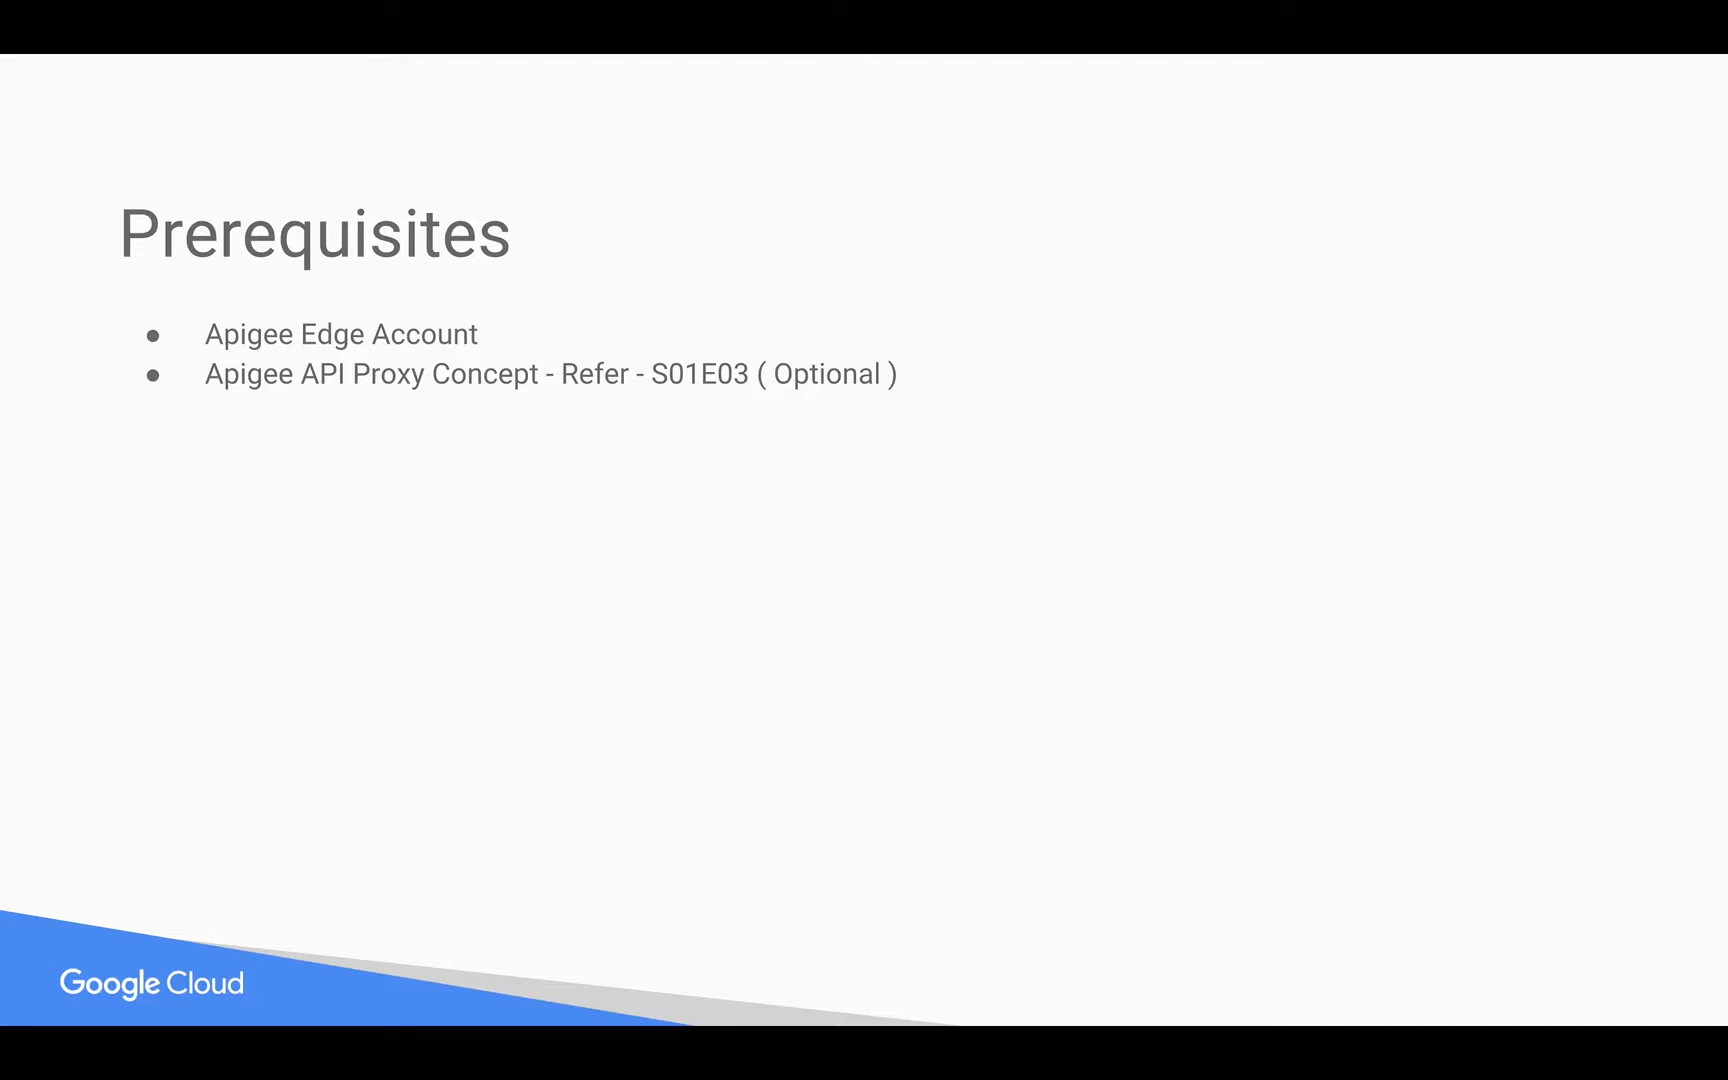 Prerequisites
● Apigee Edge Account
● Apigee API Proxy Concept - Refer - S01E03 ( Optional )
Google Cloud